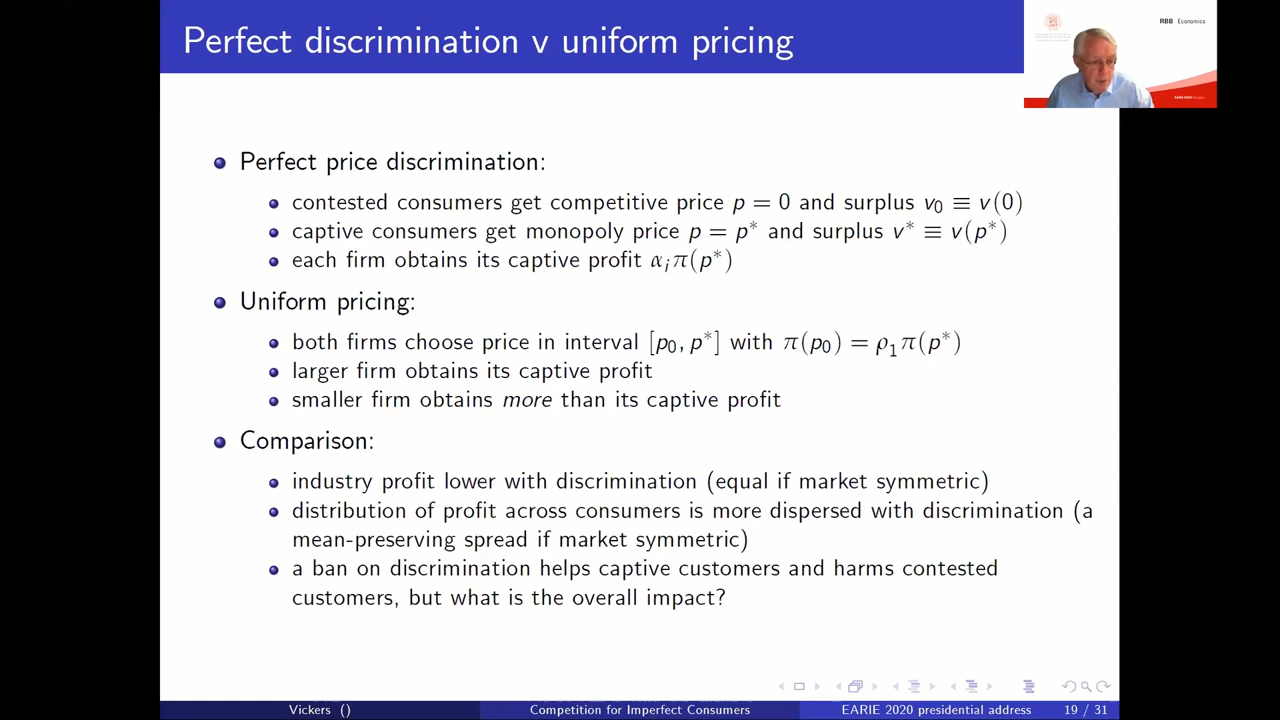 Perfect discrimination v uniform pricing
RBB Economics
Perfect price discrimination:
contested consumers get competitive price p = 0 and surplus v₀ ≡ v(0)
captive consumers get monopoly price p = p* and surplus v* ≡ v(p*)
each firm obtains its captive profit αᵢπ(p*)
Uniform pricing:
both firms choose price in interval [p₀, p*] with π(p₀) = ρ₁π(p*)
larger firm obtains its captive profit
smaller firm obtains more than its captive profit
Comparison:
industry profit lower with discrimination (equal if market symmetric)
distribution of profit across consumers is more dispersed with discrimination (a
mean-preserving spread if market symmetric)
a ban on discrimination helps captive customers and harms contested
customers, but what is the overall impact?
Vickers ()
Competition for Imperfect Consumers
EARIE 2020 presidential address
19 / 31